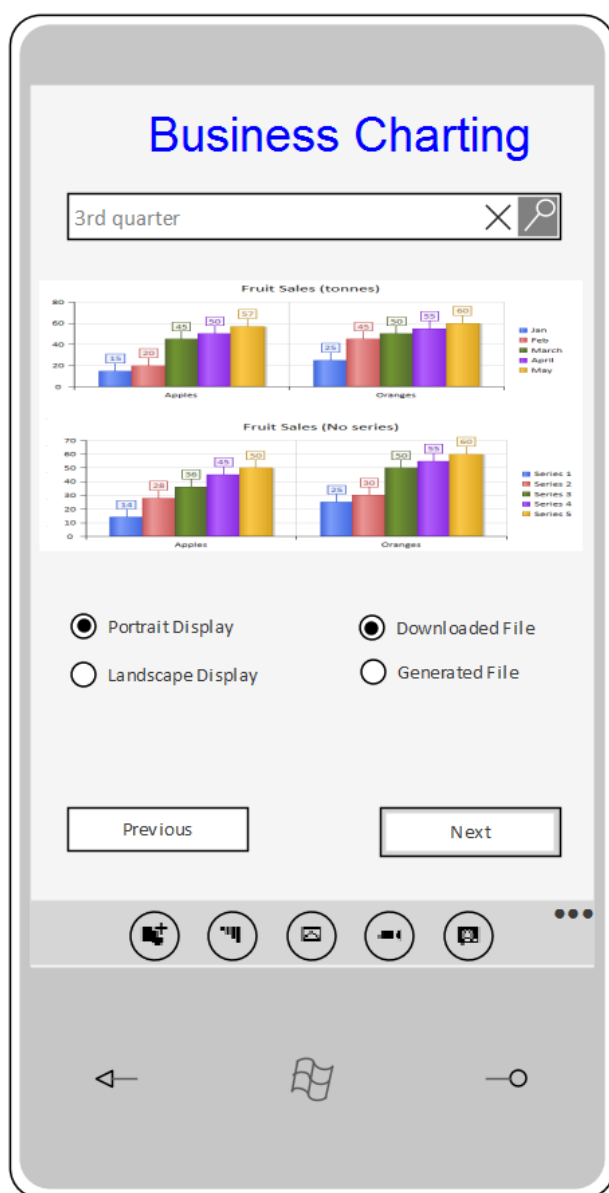 Business Charting
3rd quarter
Fruit Sales (tonnes)
80
60
40
20
0
15
20
45
50
57
25
45
50
55
60
Apples
Oranges
Jan
Feb
March
April
May
Fruit Sales (No series)
70
60
50
40
30
20
10
0
14
28
36
45
50
25
30
50
55
60
Apples
Oranges
Series 1
Series 2
Series 3
Series 4
Series 5
Portrait Display
Downloaded File
Landscape Display
Generated File
Previous
Next